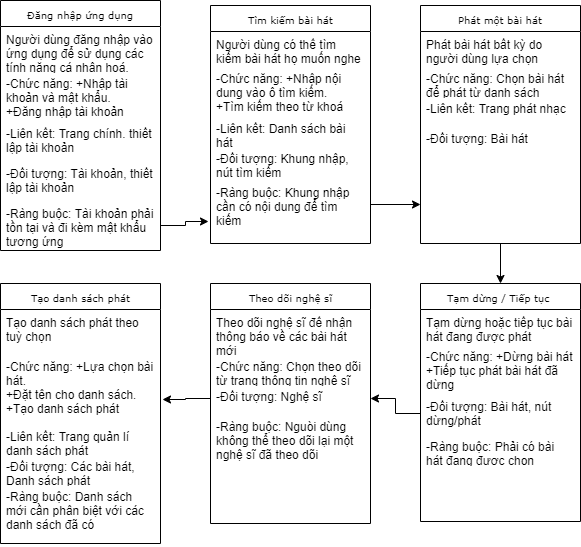 Đăng nhập ứng dụng
Người dùng đăng nhập vào
ứng dụng để sử dụng các
tính năng cá nhân hoá.
-Chức năng: +Nhập tải
khoản và mật khẩu.
+Đăng nhập tài khoản
-Liên kết: Trang chính. thiết
lập tài khoản
-Đối tượng: Tài khoản, thiết
lập tài khoản
-Ràng buộc: Tài khoản phải
tồn tại và đi kèm mật khẩu
tương ứng
Tìm kiếm bài hát
Người dùng có thể tìm
kiếm bài hát họ muốn nghe
-Chức năng: +Nhập nội
dung vào ô tìm kiếm.
+Tìm kiếm theo từ khoá
-Liên kết: Danh sách bài
hát
-Đối tượng: Khung nhập,
nút tìm kiếm
-Ràng buộc: Khung nhập
cần có nội dung để tìm
kiếm
Phát một bài hát
Phát bài hát bất kỳ do
người dùng lựa chọn
-Chức năng: Chọn bài hát
để phát từ danh sách
-Liên kết: Trang phát nhạc
-Đối tượng: Bài hát
Tạo danh sách phát
Tạo danh sách phát theo
tuỳ chọn
-Chức năng: +Lựa chọn bài
hát.
+Đặt tên cho danh sách.
+Tạo danh sách phát
-Liên kết: Trang quản lí
danh sách phát
-Đối tượng: Các bài hát,
Danh sách phát
-Ràng buộc: Danh sách
mới cần phân biệt với các
danh sách đã có
Theo dõi nghệ sĩ
Theo dõi nghệ sĩ để nhận
thông báo về các bài hát
mới
-Chức năng: Chọn theo dõi
từ trang thông tin nghệ sĩ
-Đối tượng: Nghệ sĩ
-Ràng buộc: Nguòi dùng
không thể theo dõi lại một
nghệ sĩ đã theo dõi
Tạm dừng / Tiếp tục
Tạm dừng hoặc tiếp tục bài
hát đang được phát
-Chức năng: +Dừng bài hát
+Tiếp tục phát bài hát đã
dừng
-Đối tượng: Bài hát, nút
dừng/phát
-Ràng buộc: Phải có bài
hát đang được chọn